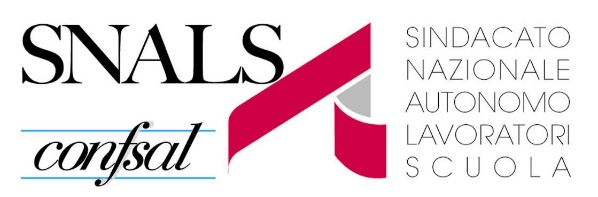 SNALS
confsal
SINDACATO
NAZIONALE
AUTONOMO
LAVORATORI
SCUOLA